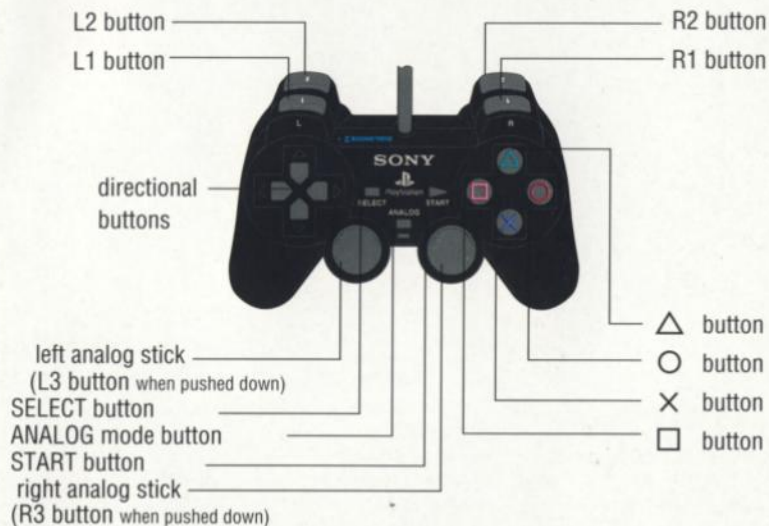 L2 button
L1 button
R2 button
R1 button
L
R
SONY
PlayStation
SELECT
START
ANALOG
directional
buttons
left analog stick
(L3 button when pushed down)
SELECT button
ANALOG mode button
START button
right analog stick
(R3 button when pushed down)
△ button
○ button
✕ button
□ button